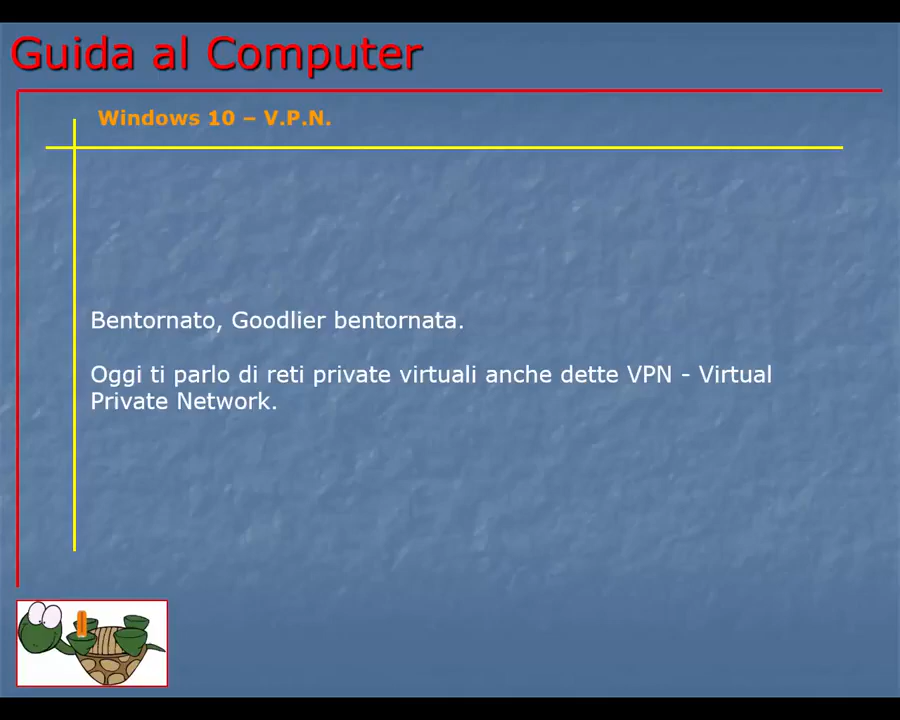 Guida al Computer
Windows 10 – V.P.N.
Bentornato, Goodlier bentornata.
Oggi ti parlo di reti private virtuali anche dette VPN - Virtual
Private Network.